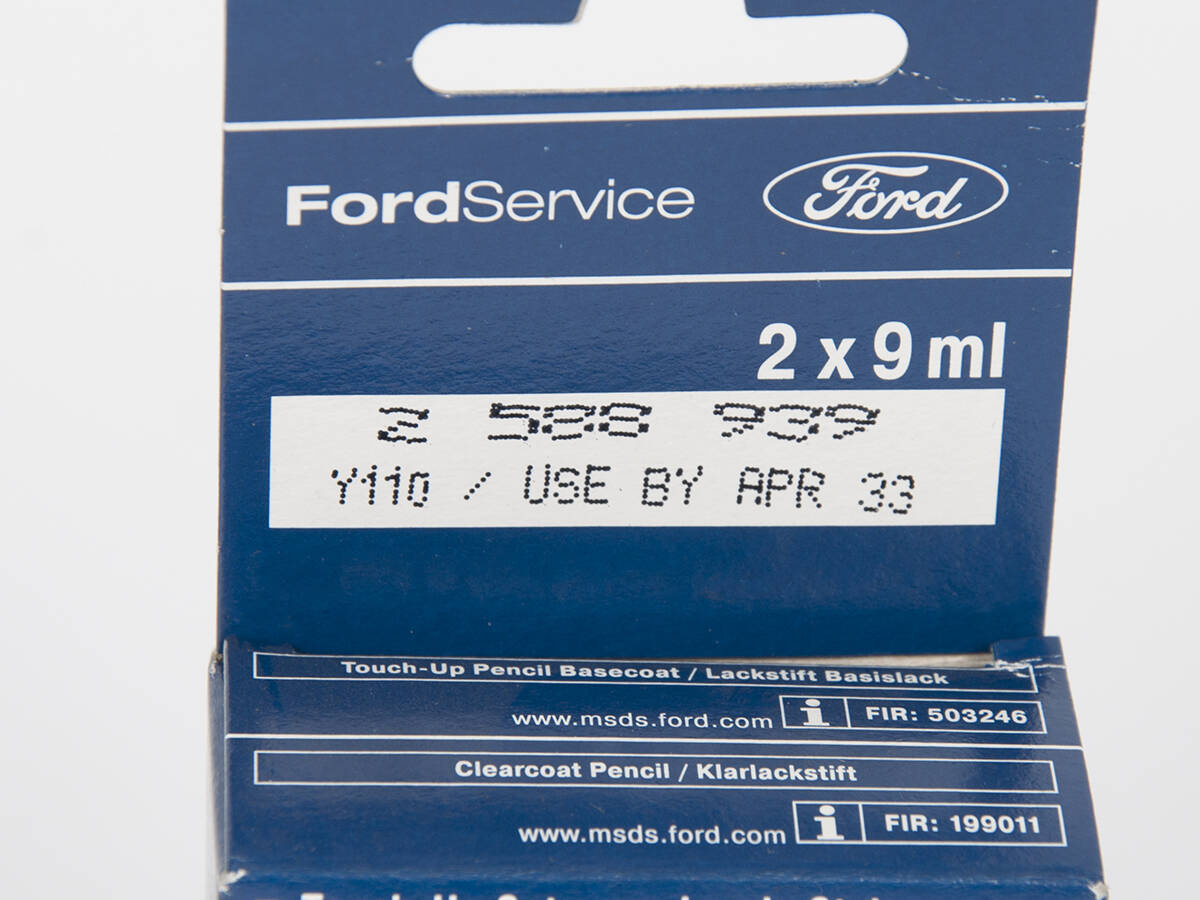 FordService Ford
2 x 9 ml
2 588 939
Y110 / USE BY APR 33
Touch-Up Pencil Basecoat / Lackstift Basislack
www.msds.ford.com i FIR: 503246
Clearcoat Pencil / Klarlackstift
www.msds.ford.com i FIR: 199011